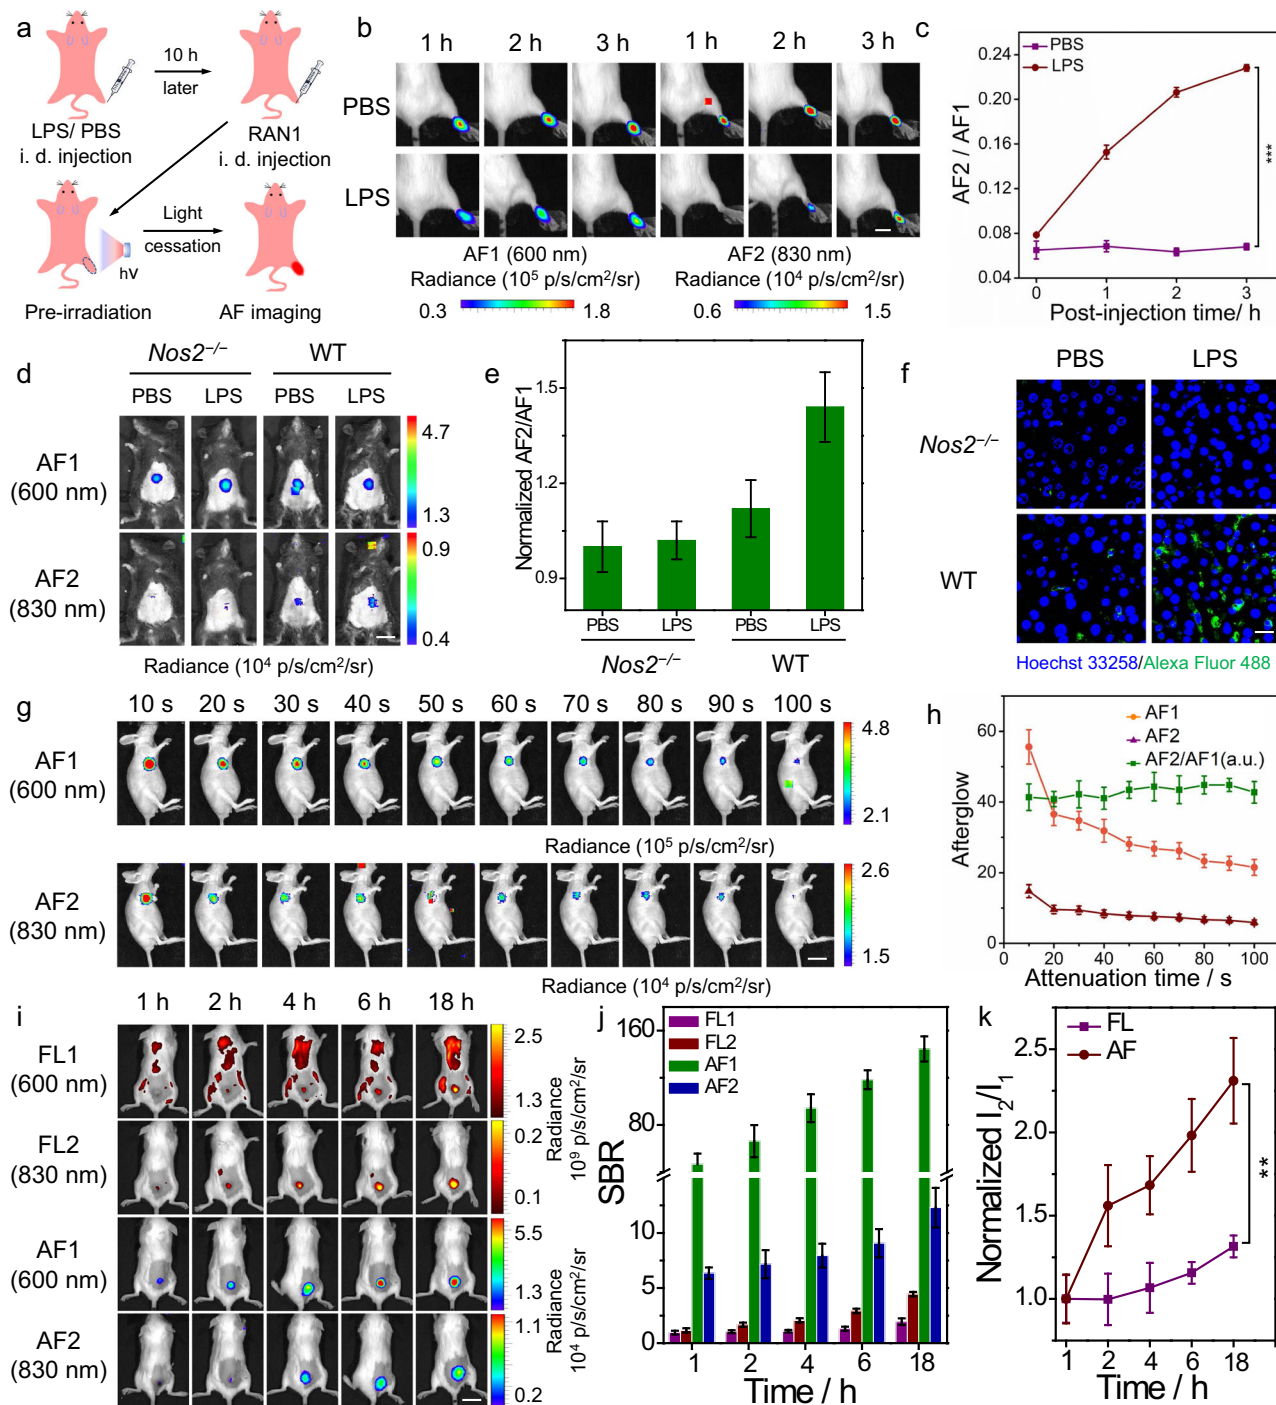 a
10 h
later
LPS/ PBS
i. d. injection
RAN1
i. d. injection
Light
cessation
hV
Pre-irradiation
AF imaging
b
1 h 2 h 3 h 1 h 2 h 3 h
PBS
LPS
AF1 (600 nm) AF2 (830 nm)
Radiance (10⁵ p/s/cm²/sr) Radiance (10⁴ p/s/cm²/sr)
0.3 1.8 0.6 1.5
c
PBS
LPS
0.24
0.20
0.16
0.12
0.08
0.04
AF2 / AF1
***
0 1 2 3
Post-injection time/ h
d
Nos2⁻/⁻ WT
PBS LPS PBS LPS
AF1
(600 nm)
4.7
1.3
AF2
(830 nm)
0.9
0.4
Radiance (10⁴ p/s/cm²/sr)
e
Normalized AF2/AF1
1.5
1.2
0.9
PBS LPS PBS LPS
Nos2⁻/⁻ WT
f
PBS LPS
Nos2⁻/⁻
WT
Hoechst 33258/Alexa Fluor 488
g
10 s 20 s 30 s 40 s 50 s 60 s 70 s 80 s 90 s 100 s
AF1
(600 nm)
4.8
2.1
Radiance (10⁵ p/s/cm²/sr)
AF2
(830 nm)
2.6
1.5
Radiance (10⁴ p/s/cm²/sr)
h
AF1
AF2
AF2/AF1(a.u.)
60
40
20
0
Afterglow
0 20 40 60 80 100
Attenuation time / s
i
1 h 2 h 4 h 6 h 18 h
FL1
(600 nm)
2.5
1.3
FL2
(830 nm)
0.2
0.1
Radiance
10⁹ p/s/cm²/sr
AF1
(600 nm)
5.5
1.3
AF2
(830 nm)
1.1
0.2
Radiance
10⁴ p/s/cm²/sr
j
FL1
FL2
AF1
AF2
160
80
10
5
0
SBR
1 2 4 6 18
Time / h
k
FL
AF
2.5
2.0
1.5
1.0
Normalized I₂/I₁
**
1 2 4 6 18
Time / h